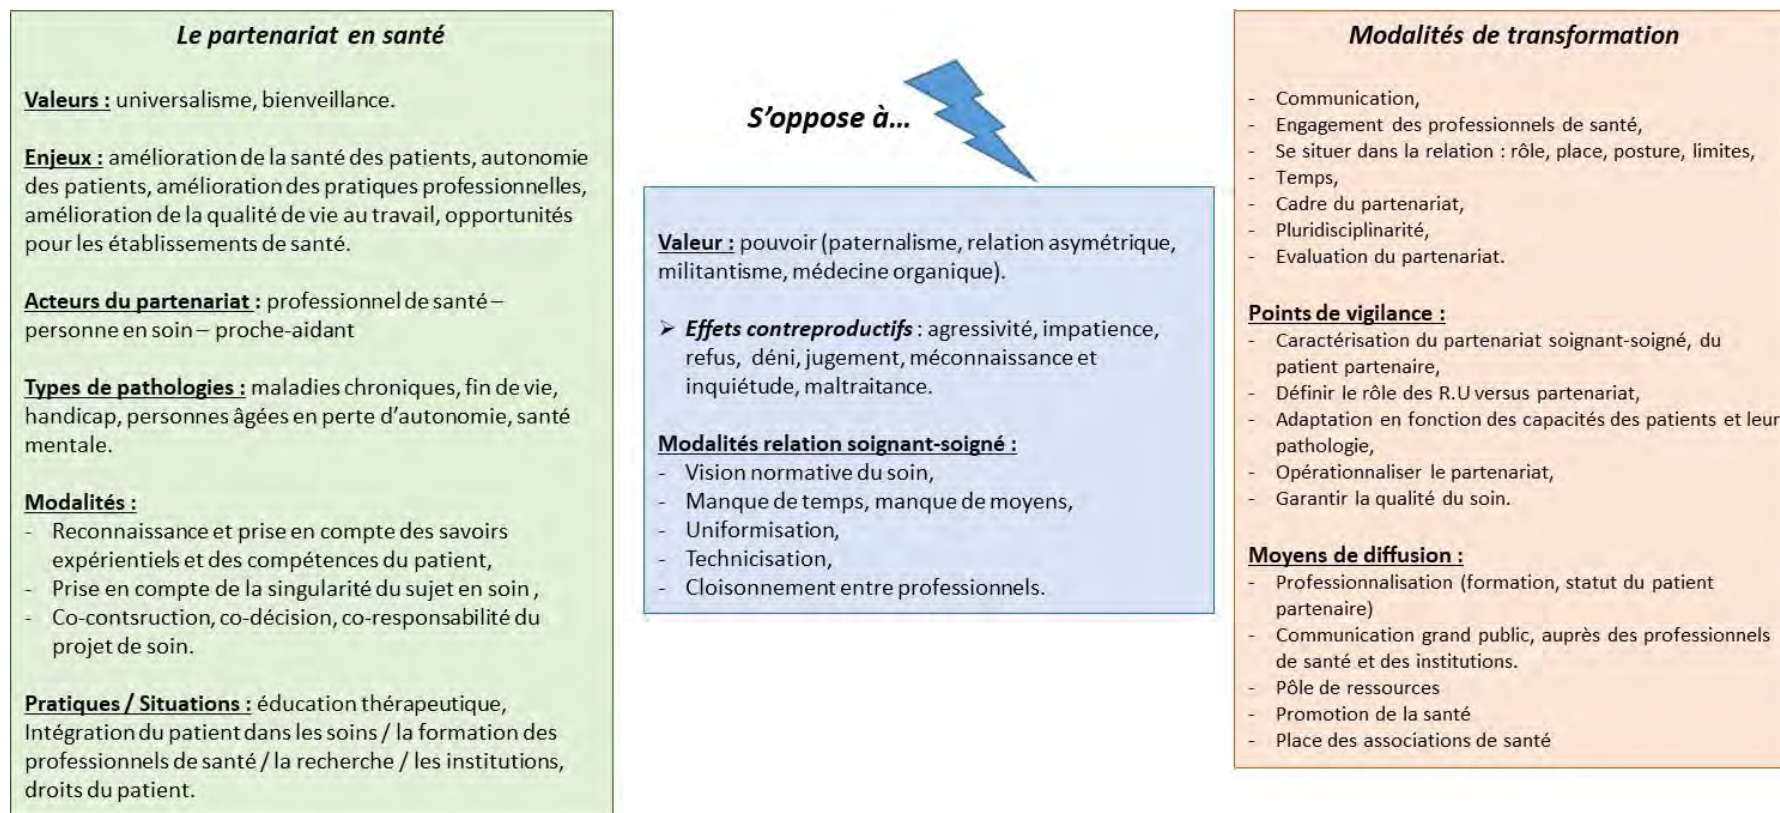 Le partenariat en santé
Valeurs : universalisme, bienveillance.
Enjeux : amélioration de la santé des patients, autonomie
des patients, amélioration des pratiques professionnelles,
amélioration de la qualité de vie au travail, opportunités
pour les établissements de santé.
Acteurs du partenariat : professionnel de santé –
personne en soin – proche-aidant
Types de pathologies : maladies chroniques, fin de vie,
handicap, personnes âgées en perte d'autonomie, santé
mentale.
Modalités :
- Reconnaissance et prise en compte des savoirs
expérientiels et des compétences du patient,
- Prise en compte de la singularité du sujet en soin ,
- Co-contsruction, co-décision, co-responsabilité du
projet de soin.
Pratiques / Situations : éducation thérapeutique,
Intégration du patient dans les soins / la formation des
professionnels de santé / la recherche / les institutions,
droits du patient.
S'oppose à…
Valeur : pouvoir (paternalisme, relation asymétrique,
militantisme, médecine organique).
➢ Effets contreproductifs : agressivité, impatience,
refus, déni, jugement, méconnaissance et
inquiétude, maltraitance.
Modalités relation soignant-soigné :
- Vision normative du soin,
- Manque de temps, manque de moyens,
- Uniformisation,
- Technicisation,
- Cloisonnement entre professionnels.
Modalités de transformation
- Communication,
- Engagement des professionnels de santé,
- Se situer dans la relation : rôle, place, posture, limites,
- Temps,
- Cadre du partenariat,
- Pluridisciplinarité,
- Evaluation du partenariat.
Points de vigilance :
- Caractérisation du partenariat soignant-soigné, du
patient partenaire,
- Définir le rôle des R.U versus partenariat,
- Adaptation en fonction des capacités des patients et leur
pathologie,
- Opérationnaliser le partenariat,
- Garantir la qualité du soin.
Moyens de diffusion :
- Professionnalisation (formation, statut du patient
partenaire)
- Communication grand public, auprès des professionnels
de santé et des institutions.
- Pôle de ressources
- Promotion de la santé
- Place des associations de santé